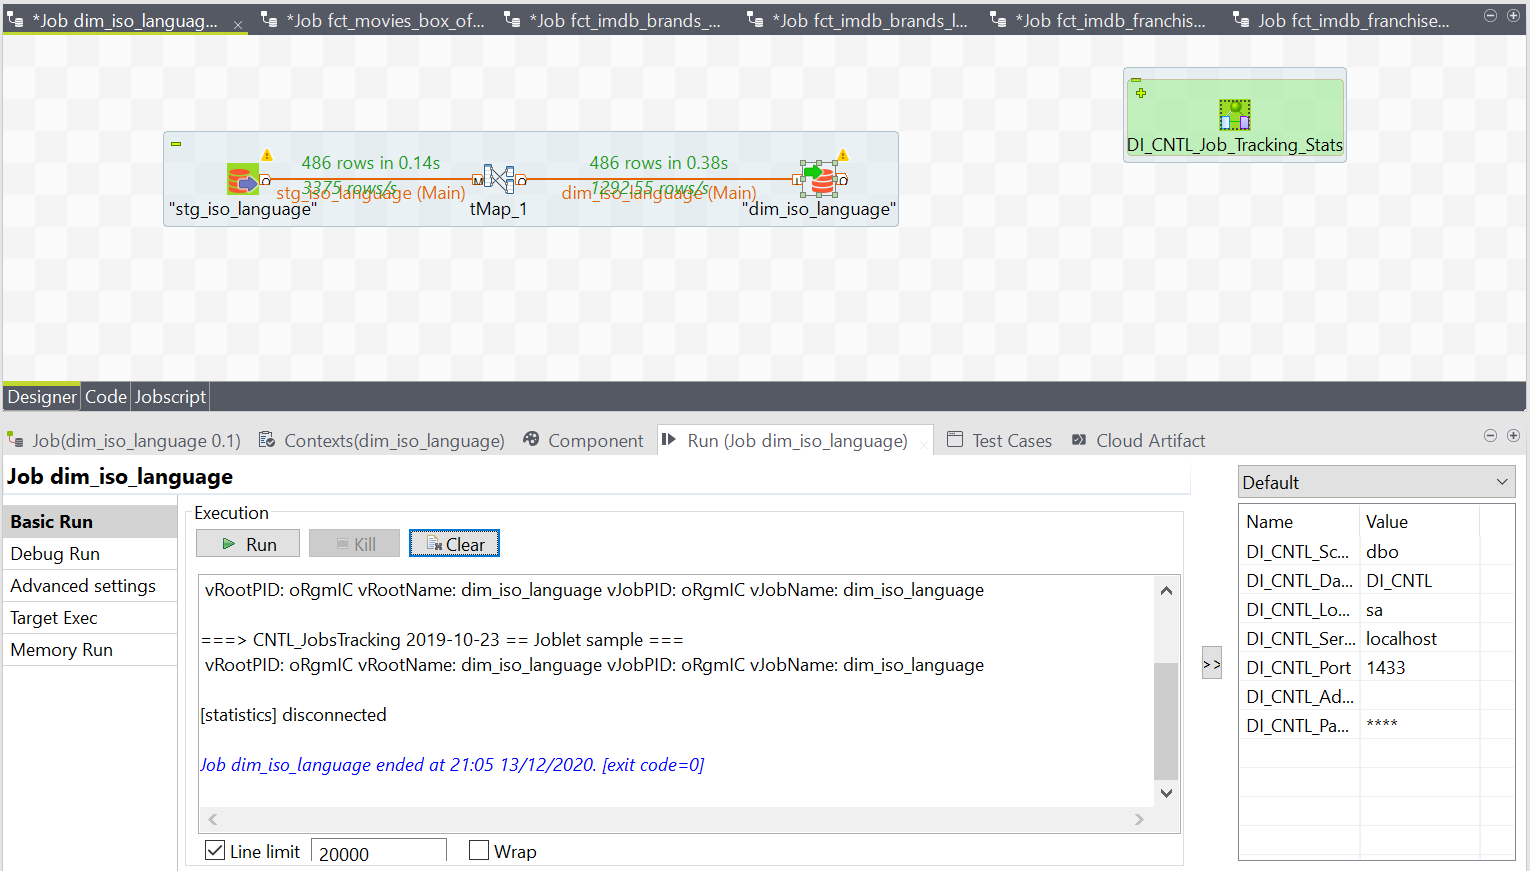 *Job dim_iso_languag...
*Job fct_movies_box_of...
*Job fct_imdb_brands_...
*Job fct_imdb_brands_l...
*Job fct_imdb_franchis...
Job fct_imdb_franchise...
DI_CNTL_Job_Tracking_Stats
486 rows in 0.14s
3375 rows/s
stg_iso_language (Main)
486 rows in 0.38s
1292.55 rows/s
dim_iso_language (Main)
"stg_iso_language"
tMap_1
"dim_iso_language"
Designer
Code
Jobscript
Job(dim_iso_language 0.1)
Contexts(dim_iso_language)
Component
Run (Job dim_iso_language)
Test Cases
Cloud Artifact
Job dim_iso_language
Basic Run
Debug Run
Advanced settings
Target Exec
Memory Run
Execution
Run
Kill
Clear
vRootPID: oRgmIC vRootName: dim_iso_language vJobPID: oRgmIC vJobName: dim_iso_language
===> CNTL_JobsTracking 2019-10-23 == Joblet sample ===
vRootPID: oRgmIC vRootName: dim_iso_language vJobPID: oRgmIC vJobName: dim_iso_language
[statistics] disconnected
Job dim_iso_language ended at 21:05 13/12/2020. [exit code=0]
Line limit
20000
Wrap
>>
Default
Name Value
DI_CNTL_Sc... dbo
DI_CNTL_Da... DI_CNTL
DI_CNTL_Lo... sa
DI_CNTL_Ser... localhost
DI_CNTL_Port 1433
DI_CNTL_Ad...
DI_CNTL_Pa... ****